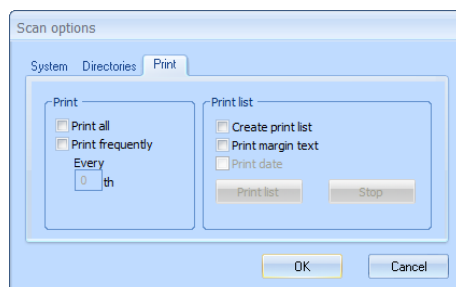 Scan options
System Directories Print
Print
Print all
Print frequently
Every
0 th
Print list
Create print list
Print margin text
Print date
Print list Stop
OK Cancel